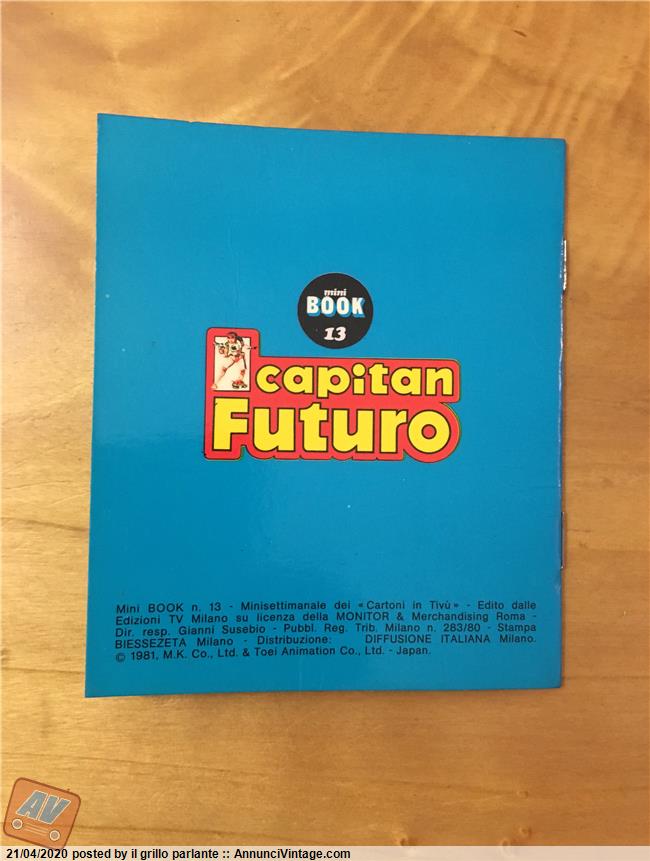 mini
BOOK
13
capitan
Futuro
Mini BOOK n. 13 - Minisettimanale dei «Cartoni in Tivù» - Edito dalle
Edizioni TV Milano su licenza della MONITOR & Merchandising Roma -
Dir. resp. Gianni Susebio - Pubbl. Reg. Trib. Milano n. 283/80 - Stampa
BIESSEZETA Milano - Distribuzione: DIFFUSIONE ITALIANA Milano.
© 1981, M.K. Co., Ltd. & Toei Animation Co., Ltd. - Japan.
AV
21/04/2020 posted by il grillo parlante :: AnnunciVintage.com